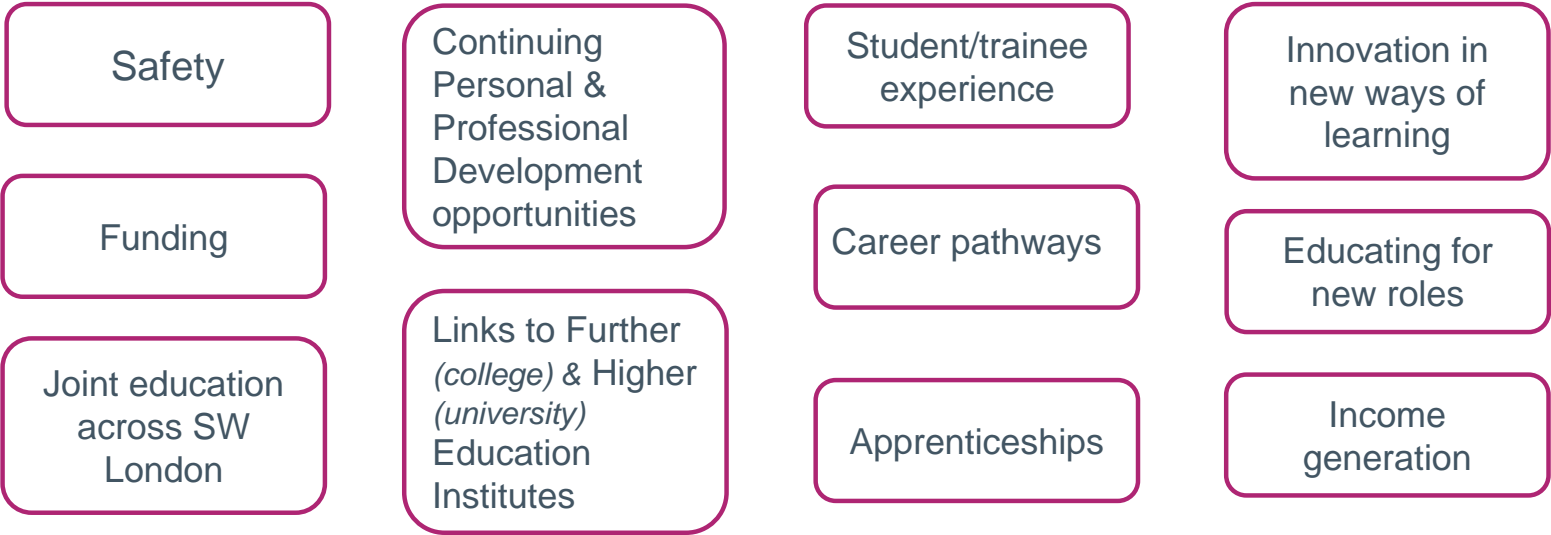 Safety
Funding
Joint education
across SW
London
Continuing
Personal &
Professional
Development
opportunities
Links to Further
(college) & Higher
(university)
Education
Institutes
Student/trainee
experience
Career pathways
Apprenticeships
Innovation in
new ways of
learning
Educating for
new roles
Income
generation